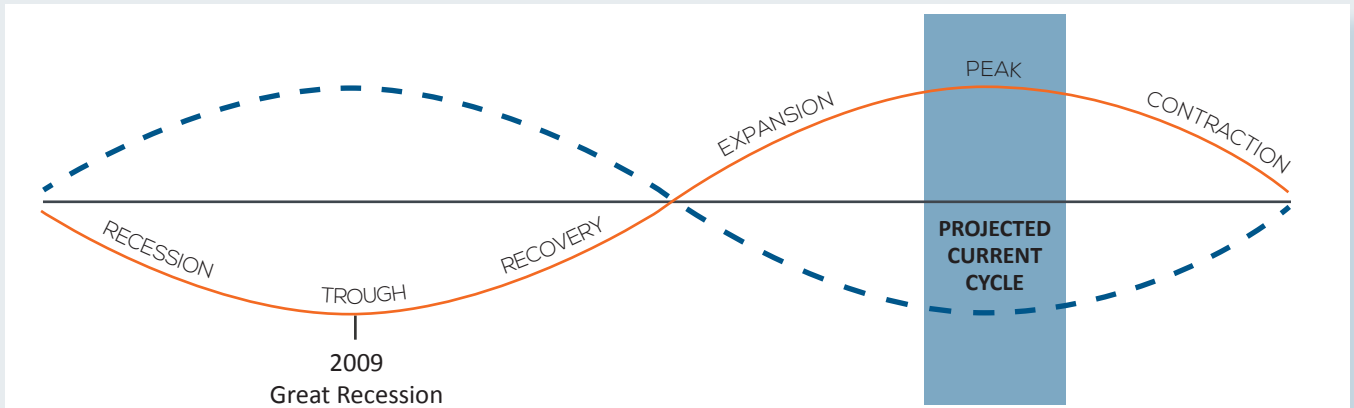 PEAK
EXPANSION
CONTRACTION
RECESSION
TROUGH
RECOVERY
PROJECTED
CURRENT
CYCLE
2009
Great Recession